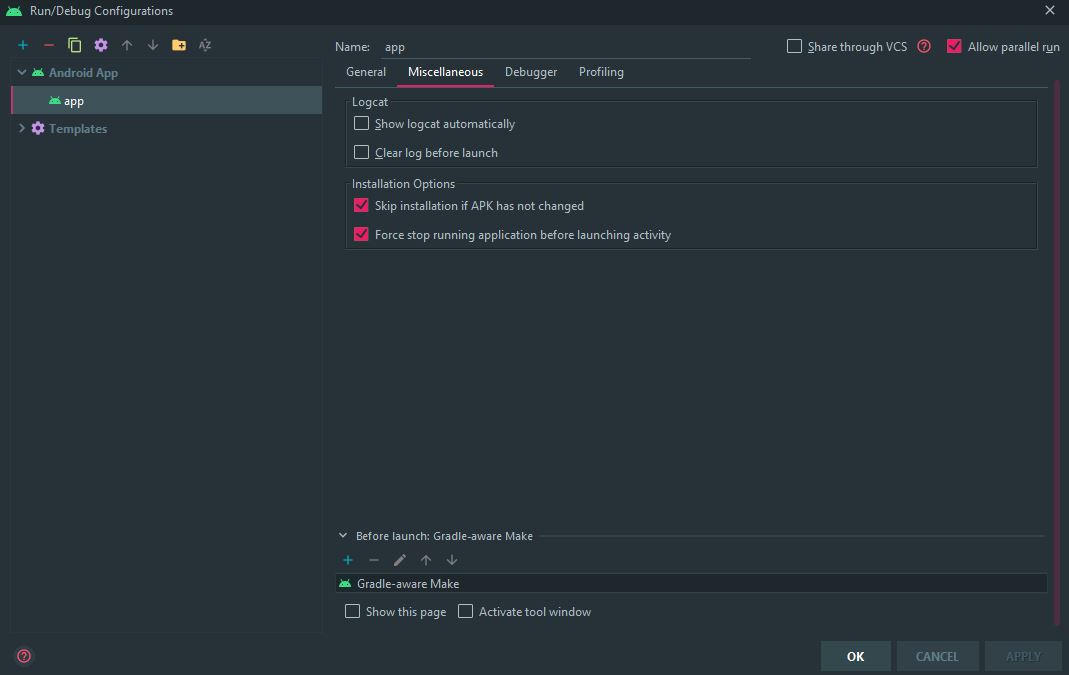 Run/Debug Configurations
Name: app
Share through VCS
Allow parallel run
Android App
app
Templates
General Miscellaneous Debugger Profiling
Logcat
Show logcat automatically
Clear log before launch
Installation Options
Skip installation if APK has not changed
Force stop running application before launching activity
Before launch: Gradle-aware Make
Gradle-aware Make
Show this page Activate tool window
OK CANCEL APPLY